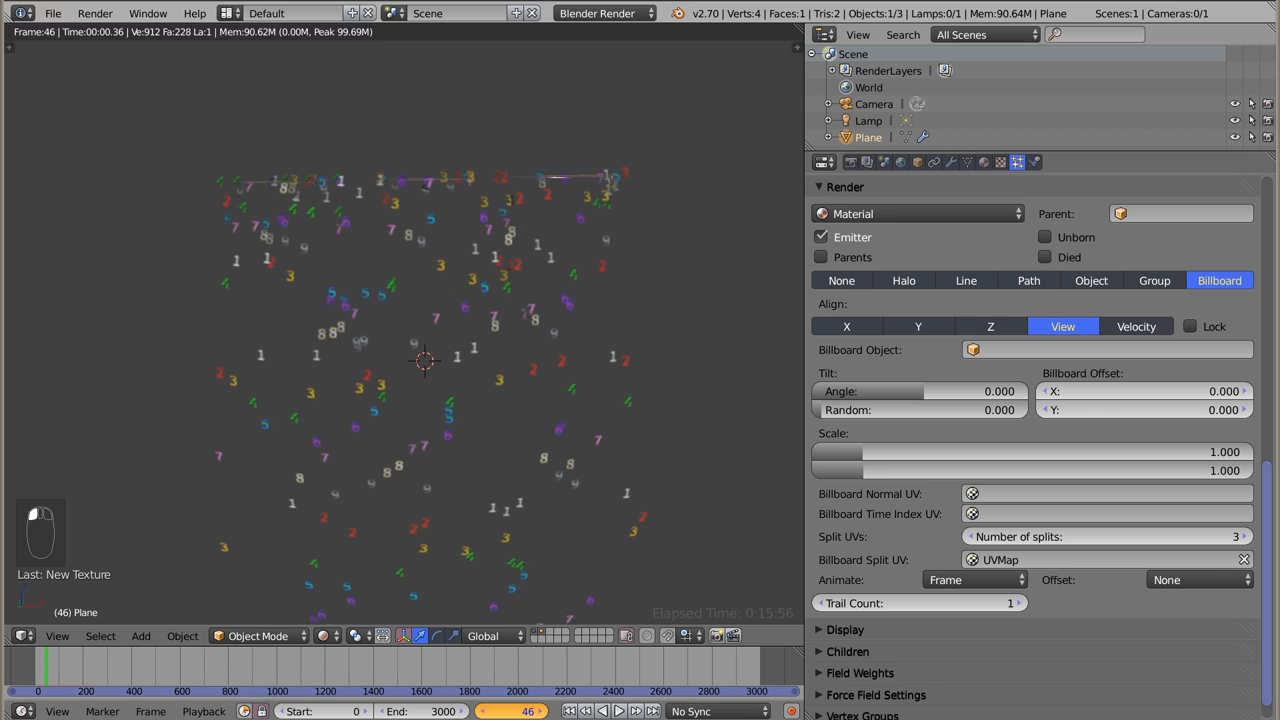 File Render Window Help Default Scene Blender Render v2.70 | Verts:4 | Faces:1 | Tris:2 | Objects:1/3 | Lamps:0/1 | Mem:90.64M | Plane Scenes:1 | Cameras:0/1
Frame:46 | Time:00:00.36 | Ve:912 Fa:228 La:1 | Mem:90.62M (0.00M, Peak 99.69M)
View Search All Scenes
Scene
RenderLayers
World
Camera
Lamp
Plane
Render
Material Parent:
Emitter Unborn
Parents Died
None Halo Line Path Object Group Billboard
Align:
X Y Z View Velocity Lock
Billboard Object:
Tilt: Billboard Offset:
Angle: 0.000 X: 0.000
Random: 0.000 Y: 0.000
Scale:
1.000
1.000
Billboard Normal UV:
Billboard Time Index UV:
Split UVs: Number of splits: 3
Billboard Split UV: UVMap
Animate: Frame Offset: None
Trail Count: 1
Display
Children
Field Weights
Force Field Settings
Vertex Groups
Last: New Texture
(46) Plane
Elapsed Time: 0:15:56
View Select Add Object Object Mode Global
0 200 400 600 800 1000 1200 1400 1600 1800 2000 2200 2400 2600 2800 3000
View Marker Frame Playback Start: 0 End: 3000 46 No Sync